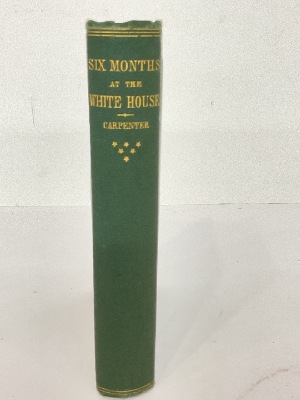 SIX MONTHS
AT THE
WHITE HOUSE
CARPENTER